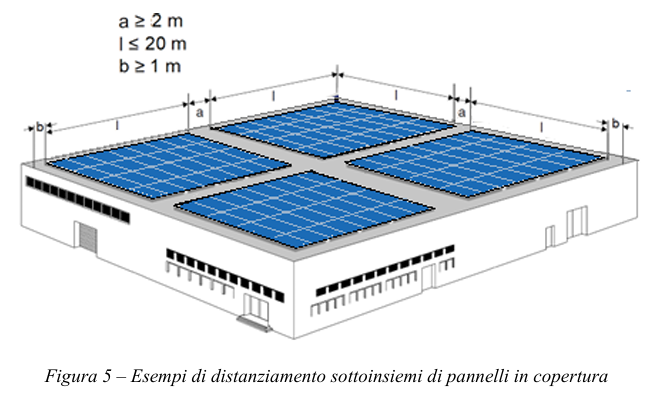 a ≥ 2 m
l ≤ 20 m
b ≥ 1 m
b l a l l a l b
Figura 5 – Esempi di distanziamento sottoinsiemi di pannelli in copertura